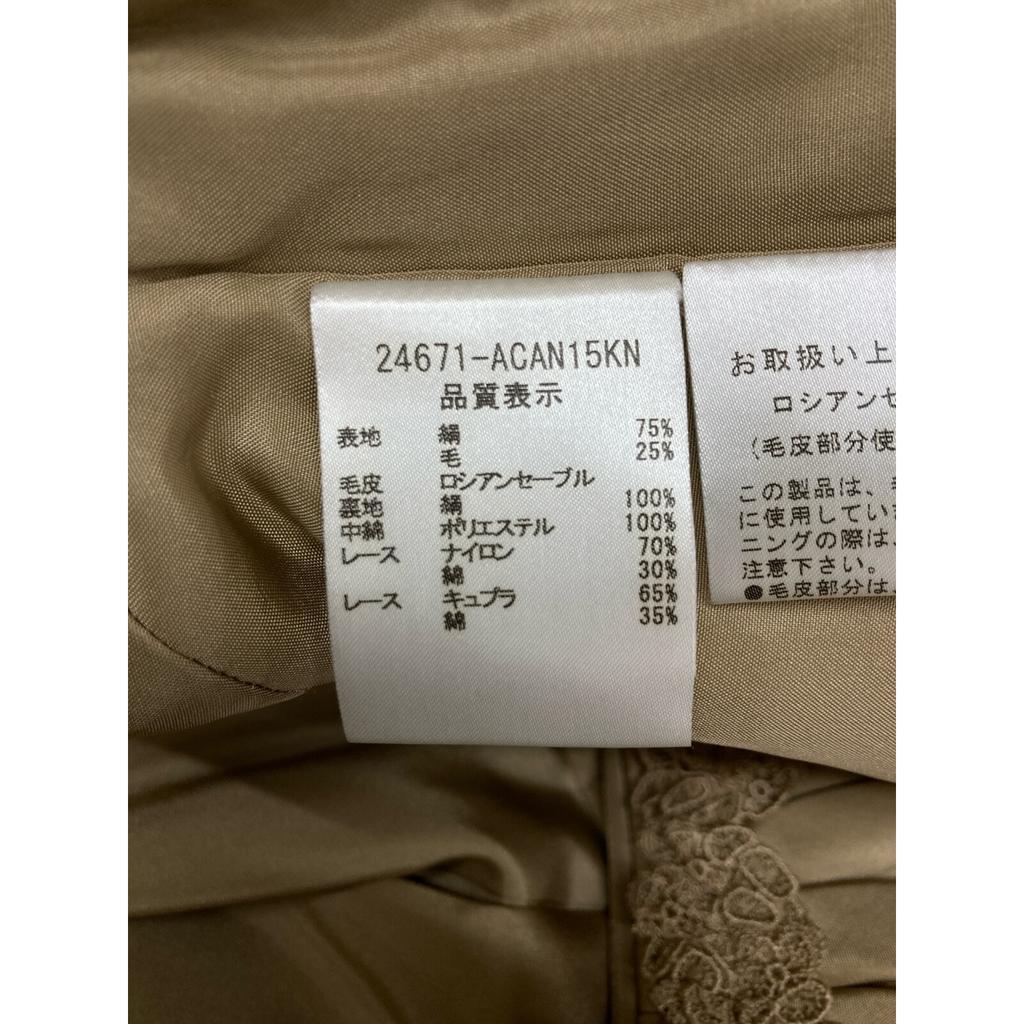 24671-ACAN15KN
品質表示
表地 絹 75%
毛 25%
毛皮 ロシアンセーブル
裏地 絹 100%
中綿 ポリエステル 100%
レース ナイロン 70%
綿 30%
レース キュプラ 65%
綿 35%
お取扱い上
ロシアンセ
(毛皮部分使
この製品は、
に使用してい
ニングの際は、
注意下さい。
●毛皮部分は、